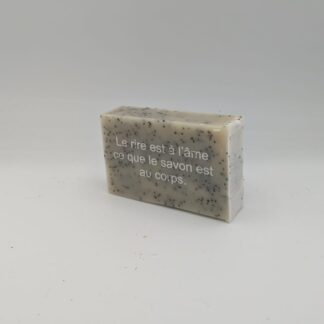 Le rire est à l'âme
ce que le savon est
au corps.